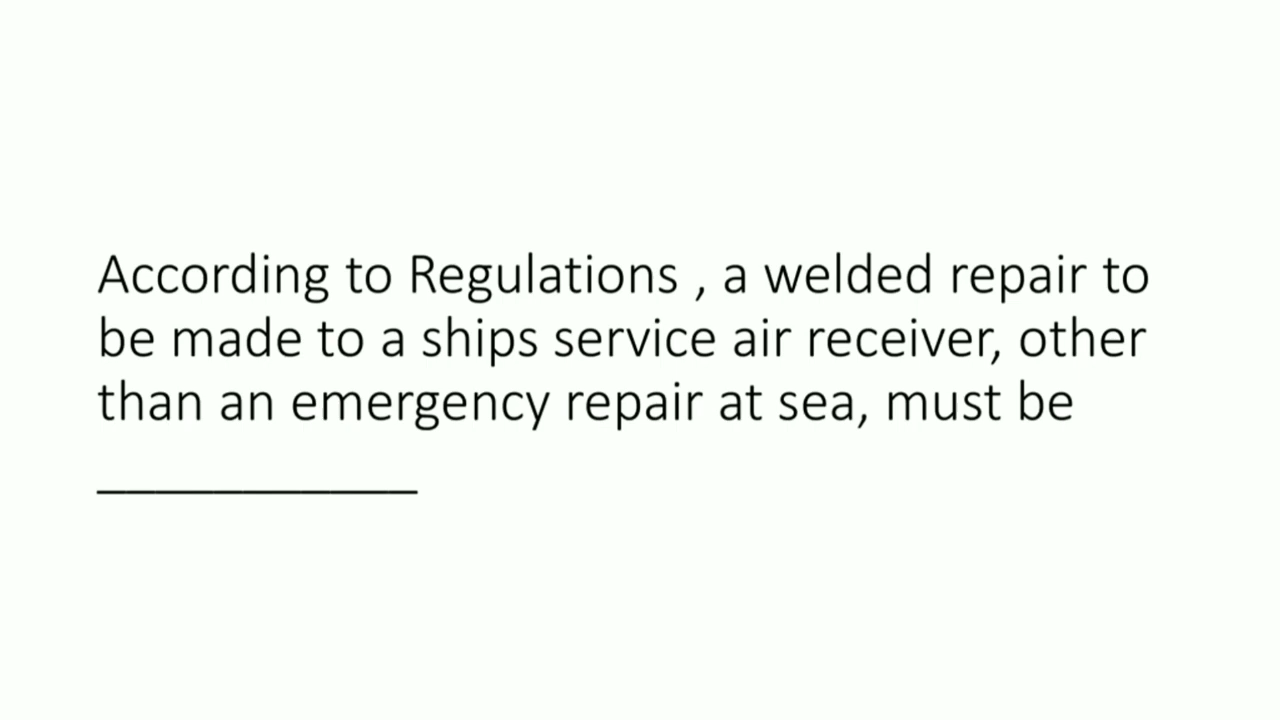 According to Regulations , a welded repair to
be made to a ships service air receiver, other
than an emergency repair at sea, must be
____________